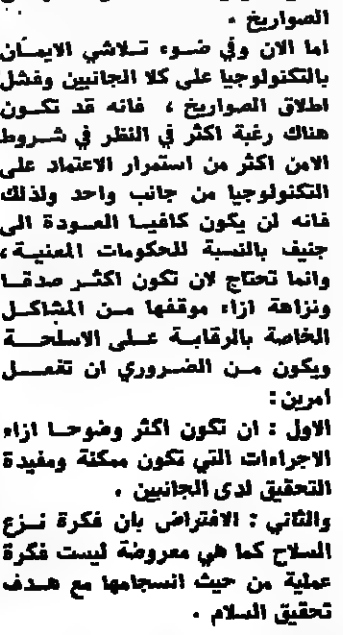 الصواريخ .
اما الان وفي ضوء تلاشي الايمان
بالتكنولوجيا على كلا الجانبين وفشل
اطلاق الصواريخ ، فانه قد تكون
هناك رغبة اكثر في النظر في شروط
الامن اكثر من استمرار الاعتماد على
التكنولوجيا من جانب واحد ولذلك
فانه لن يكون كافيا العودة الى
جنيف بالنسبة للحكومات المعنية ،
وانما تحتاج لان تكون اكثر صدقا
ونزاهة ازاء موقفها من المشاكل
الخاصة بالرقابة على الاسلحة
ويكون من الضروري ان تفعل
امرين :
الاول : ان تكون اكثر وضوحا ازاء
الاجراءات التي تكون ممكنة ومفيدة
التحقيق لدى الجانبين .
والثاني : الافتراض بان فكرة نزع
السلاح كما هي معروضة ليست فكرة
عملية من حيث انسجامها مع هدف
تحقيق السلام .